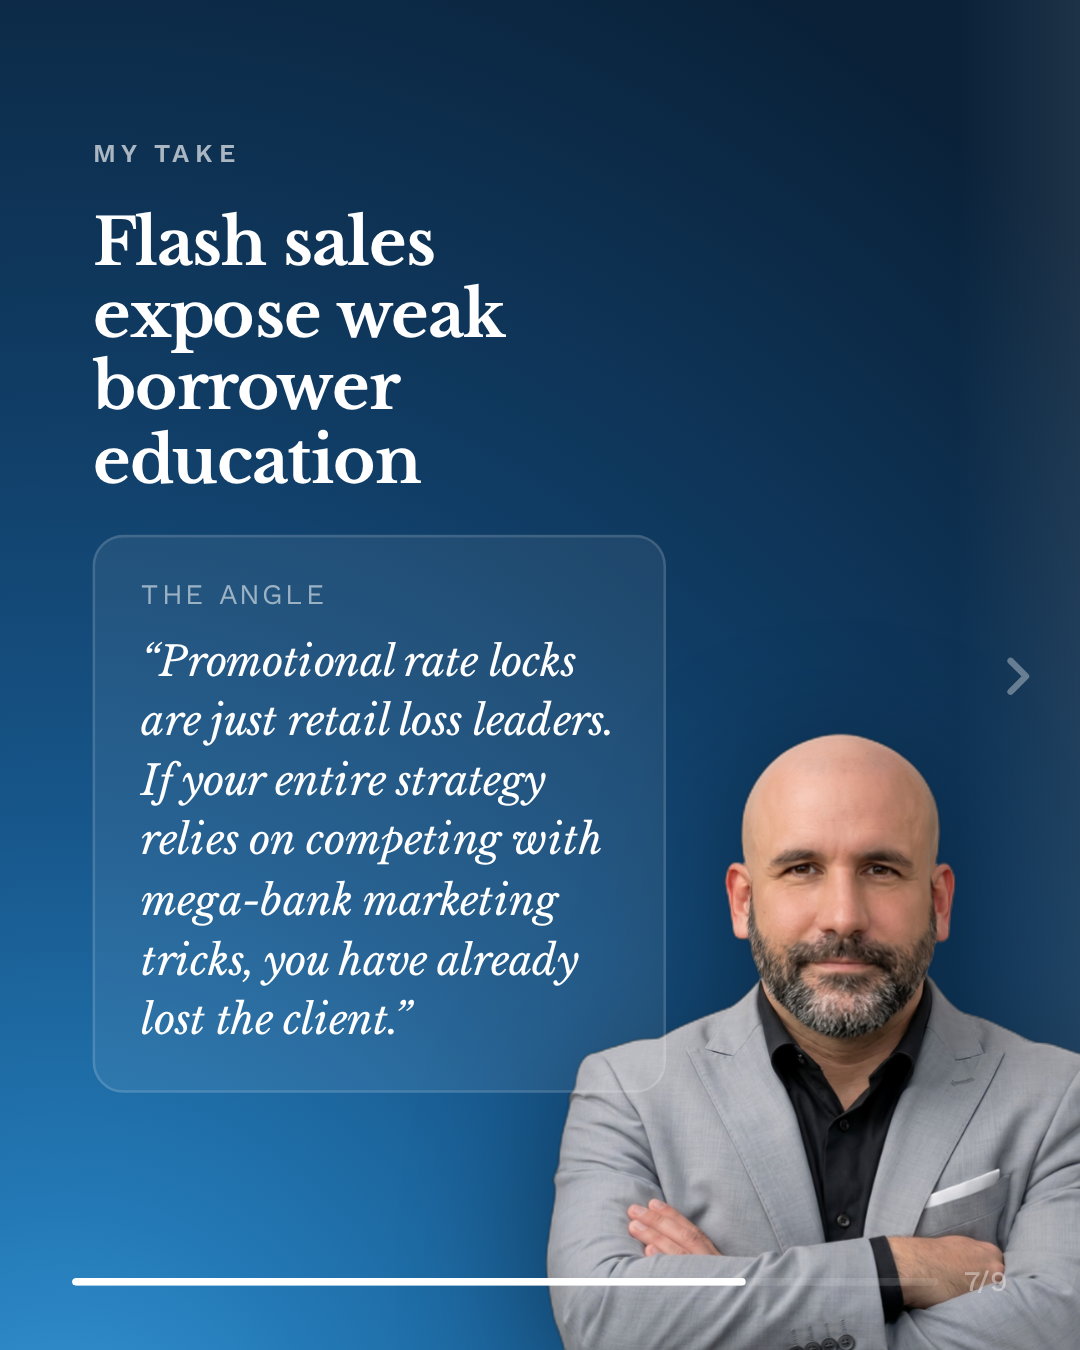 MY TAKE
Flash sales
expose weak
borrower
education
THE ANGLE
“Promotional rate locks
are just retail loss leaders.
If your entire strategy
relies on competing with
mega-bank marketing
tricks, you have already
lost the client.”
7/9